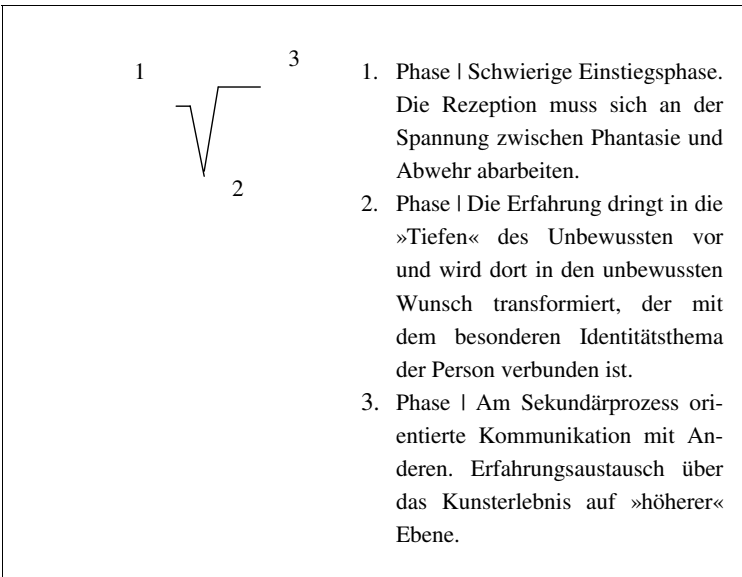 1
3
2
1. Phase | Schwierige Einstiegsphase.
Die Rezeption muss sich an der
Spannung zwischen Phantasie und
Abwehr abarbeiten.
2. Phase | Die Erfahrung dringt in die
»Tiefen« des Unbewussten vor
und wird dort in den unbewussten
Wunsch transformiert, der mit
dem besonderen Identitätsthema
der Person verbunden ist.
3. Phase | Am Sekundärprozess ori-
entierte Kommunikation mit An-
deren. Erfahrungsaustausch über
das Kunsterlebnis auf »höherer«
Ebene.